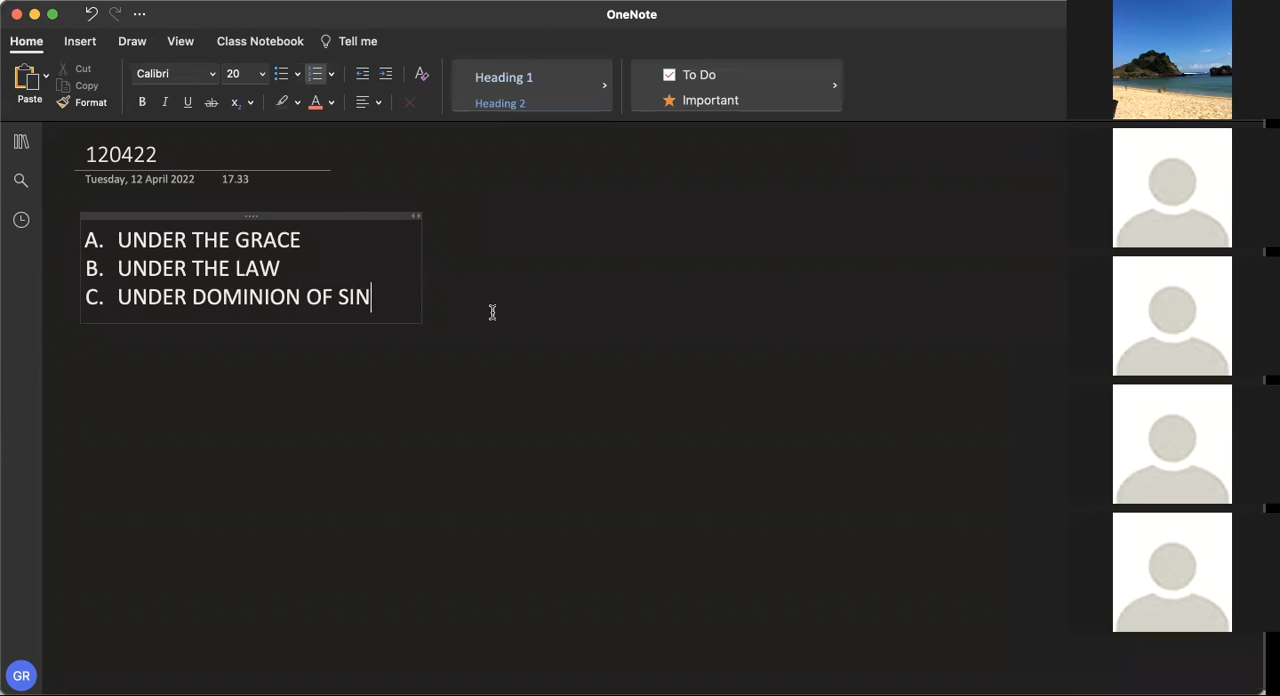 OneNote
Home Insert Draw View Class Notebook Tell me
Paste
Cut
Copy
Format
Calibri 20
B I U ab x₂ A
Heading 1
Heading 2
To Do
Important
120422
Tuesday, 12 April 2022 17.33
A. UNDER THE GRACE
B. UNDER THE LAW
C. UNDER DOMINION OF SIN
GR